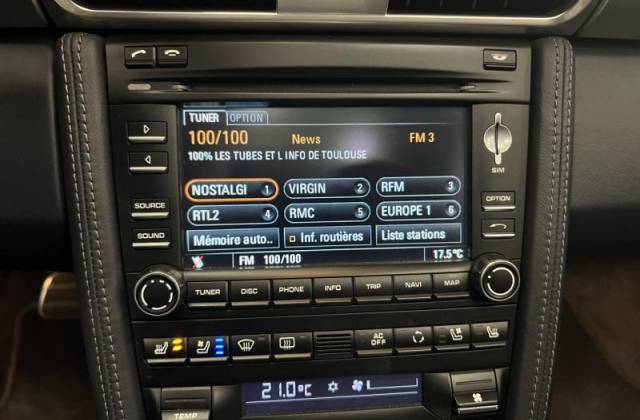 TUNER OPTION
100/100 News FM 3
100% LES TUBES ET L INFO DE TOULOUSE
NOSTALGI 1 VIRGIN 2 RFM 3
RTL2 4 RMC 5 EUROPE 1 6
Mémoire auto.. Inf. routières Liste stations
FM 100/100 17.5°C
SOURCE
SOUND
SIM
OPTION
TUNER DISC PHONE INFO TRIP NAVI MAP
AC OFF
21.0°C
TEMP